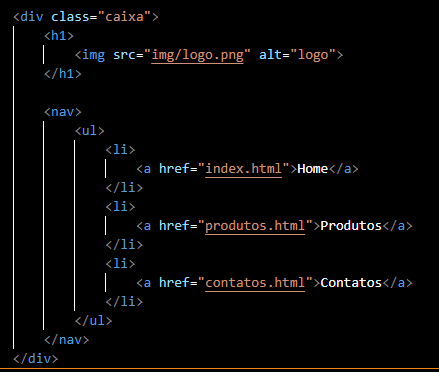 <div class="caixa">
<h1>
<img src="img/logo.png" alt="logo">
</h1>
<nav>
<ul>
<li>
<a href="index.html">Home</a>
</li>
<li>
<a href="produtos.html">Produtos</a>
</li>
<li>
<a href="contatos.html">Contatos</a>
</li>
</ul>
</nav>
</div>